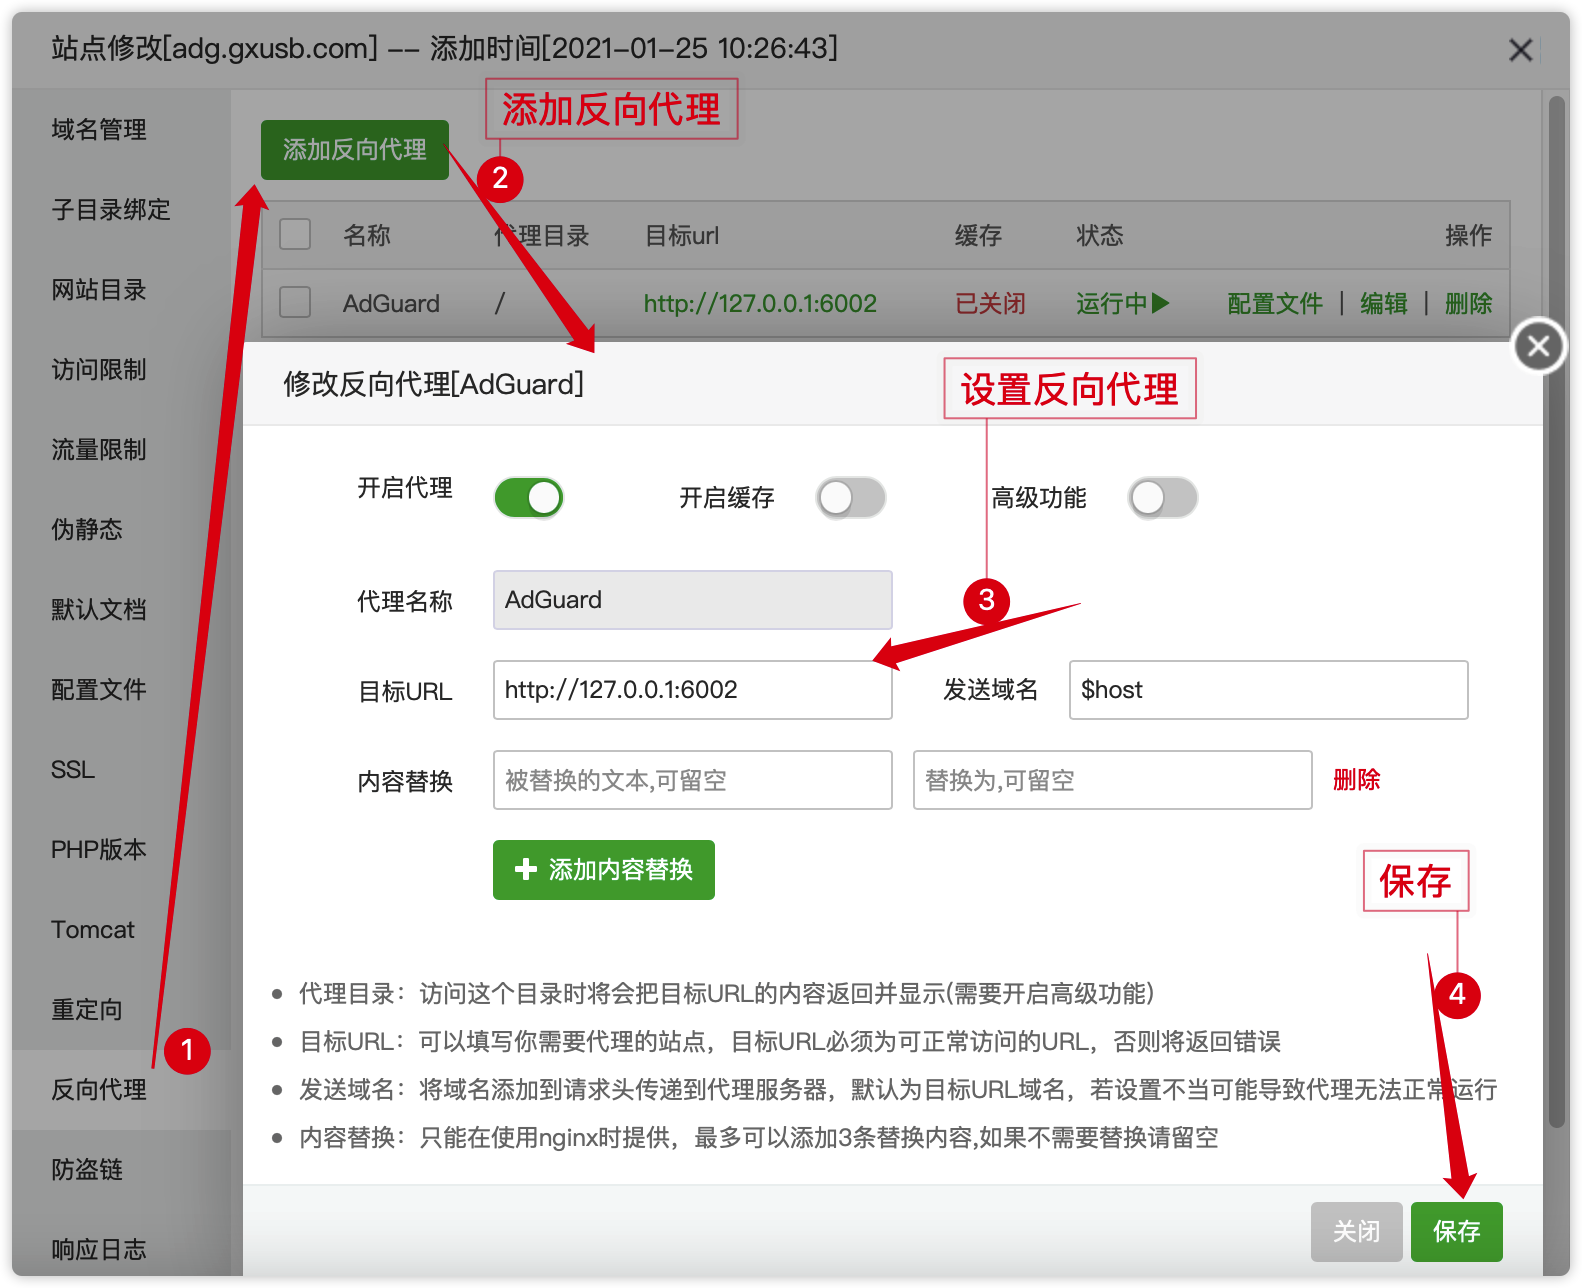 站点修改[adg.gxusb.com] -- 添加时间[2021-01-25 10:26:43]
添加反向代理
域名管理
添加反向代理
2
子目录绑定
名称 代理目录 目标url 缓存 状态 操作
网站目录
AdGuard / http://127.0.0.1:6002 已关闭 运行中 配置文件 | 编辑 | 删除
访问限制
修改反向代理[AdGuard]
设置反向代理
流量限制
开启代理 开启缓存 高级功能
伪静态
默认文档
代理名称 AdGuard
3
配置文件
目标URL http://127.0.0.1:6002 发送域名 $host
SSL
内容替换 被替换的文本,可留空 替换为,可留空 删除
PHP版本
添加内容替换
保存
Tomcat
代理目录：访问这个目录时将会把目标URL的内容返回并显示(需要开启高级功能)
4
重定向
目标URL：可以填写你需要代理的站点，目标URL必须为可正常访问的URL，否则将返回错误
1
反向代理
发送域名：将域名添加到请求头传递到代理服务器，默认为目标URL域名，若设置不当可能导致代理无法正常运行
内容替换：只能在使用nginx时提供，最多可以添加3条替换内容,如果不需要替换请留空
防盗链
关闭 保存
响应日志